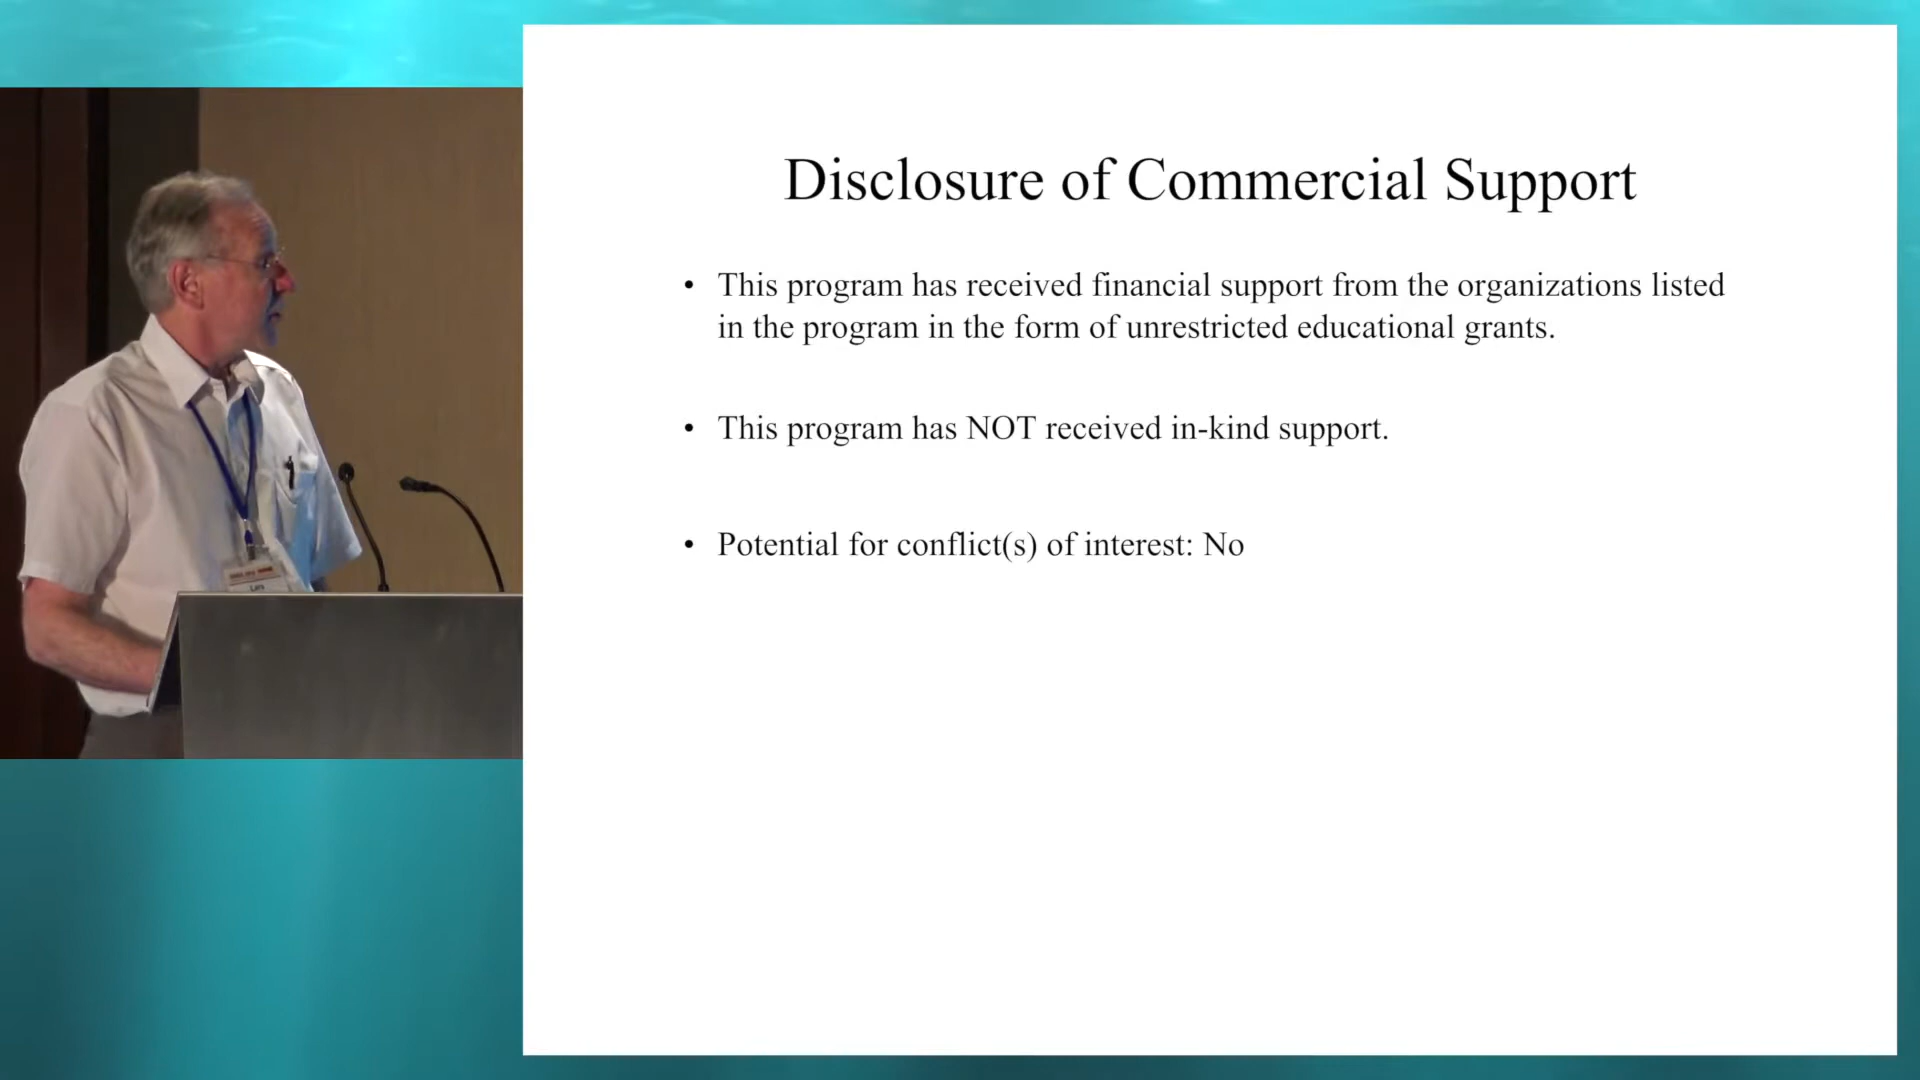 Disclosure of Commercial Support
• This program has received financial support from the organizations listed
in the program in the form of unrestricted educational grants.
• This program has NOT received in-kind support.
• Potential for conflict(s) of interest: No